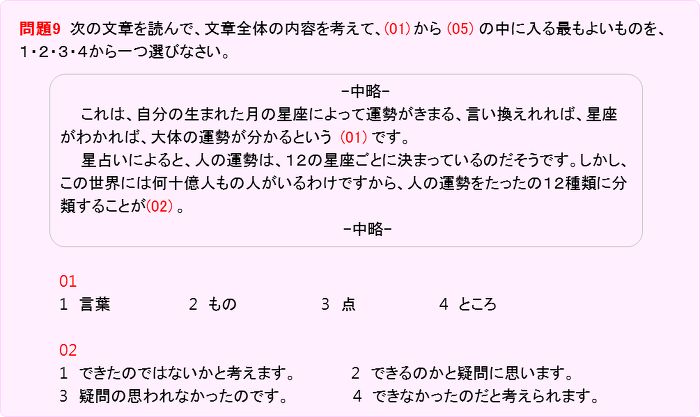 問題9 次の文章を読んで、文章全体の内容を考えて、(01)から (05) の中に入る最もよいものを、
1・2・3・4から一つ選びなさい。
-中略-
これは、自分の生まれた月の星座によって運勢がきまる、言い換えれれば、星座
がわかれば、大体の運勢が分かるという (01) です。
星占いによると、人の運勢は、12の星座ごとに決まっているのだそうです。しかし、
この世界には何十億人もの人がいるわけですから、人の運勢をたったの12種類に分
類することが(02) 。
-中略-
01
1 言葉 2 もの 3 点 4 ところ
02
1 できたのではないかと考えます。 2 できるのかと疑問に思います。
3 疑問の思われなかったのです。 4 できなかったのだと考えられます。